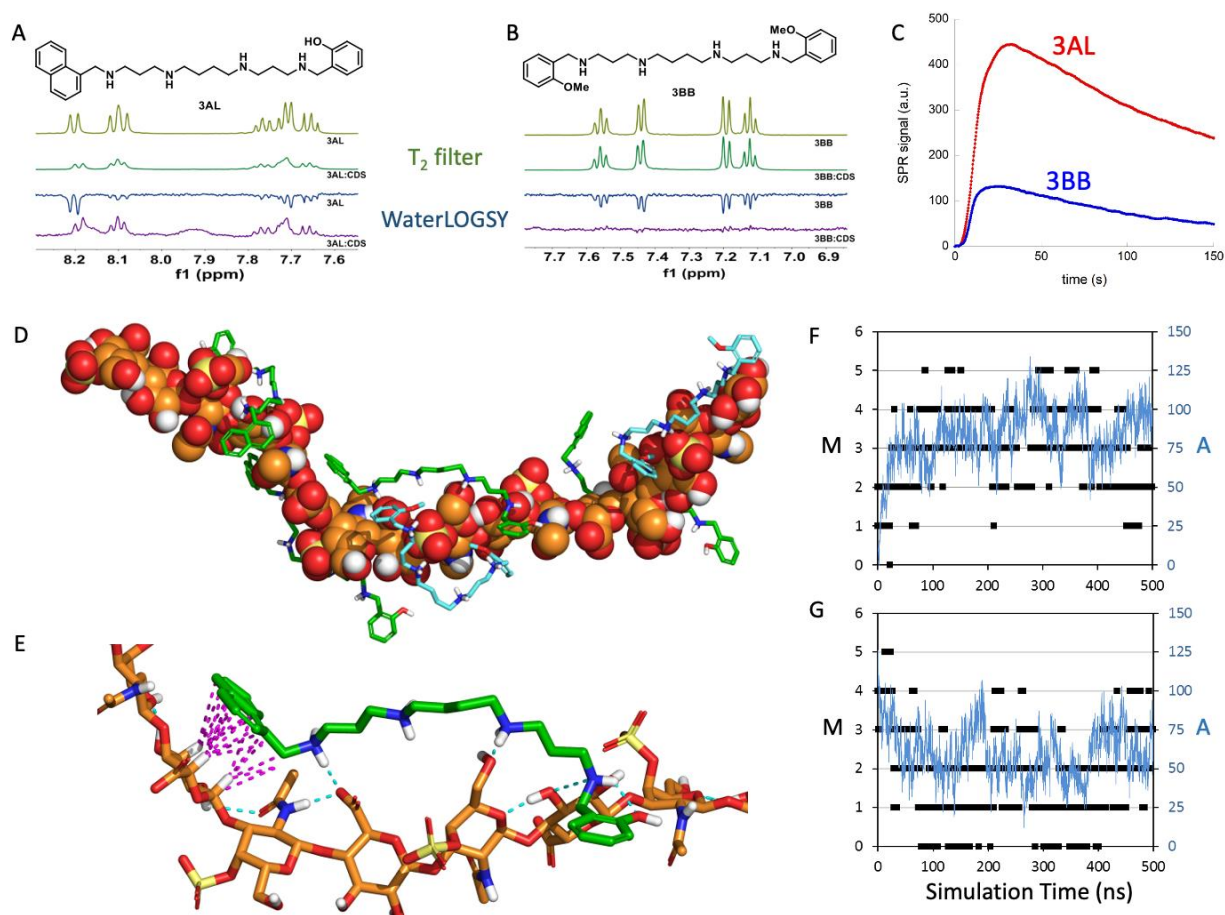 A
OH
N
H
H
N
N
H
H
N
3AL
3AL
3AL:CDS
3AL
3AL:CDS
8.2 8.1 8.0 7.9 7.8 7.7 7.6
f1 (ppm)
T2 filter
WaterLOGSY
B
MeO
H
N
N
H
H
N
N
H
OMe
3BB
3BB
3BB:CDS
3BB
3BB:CDS
7.7 7.6 7.5 7.4 7.3 7.2 7.1 7.0 6.9
f1 (ppm)
C
500
400
300
200
100
0
SPR signal (a.u.)
3AL
3BB
0 50 100 150
time (s)
D
E
F
6 150
5 125
4 100
M 3 75 A
2 50
1 25
0 0
0 100 200 300 400 500
G
6 150
5 125
4 100
M 3 75 A
2 50
1 25
0 0
0 100 200 300 400 500
Simulation Time (ns)